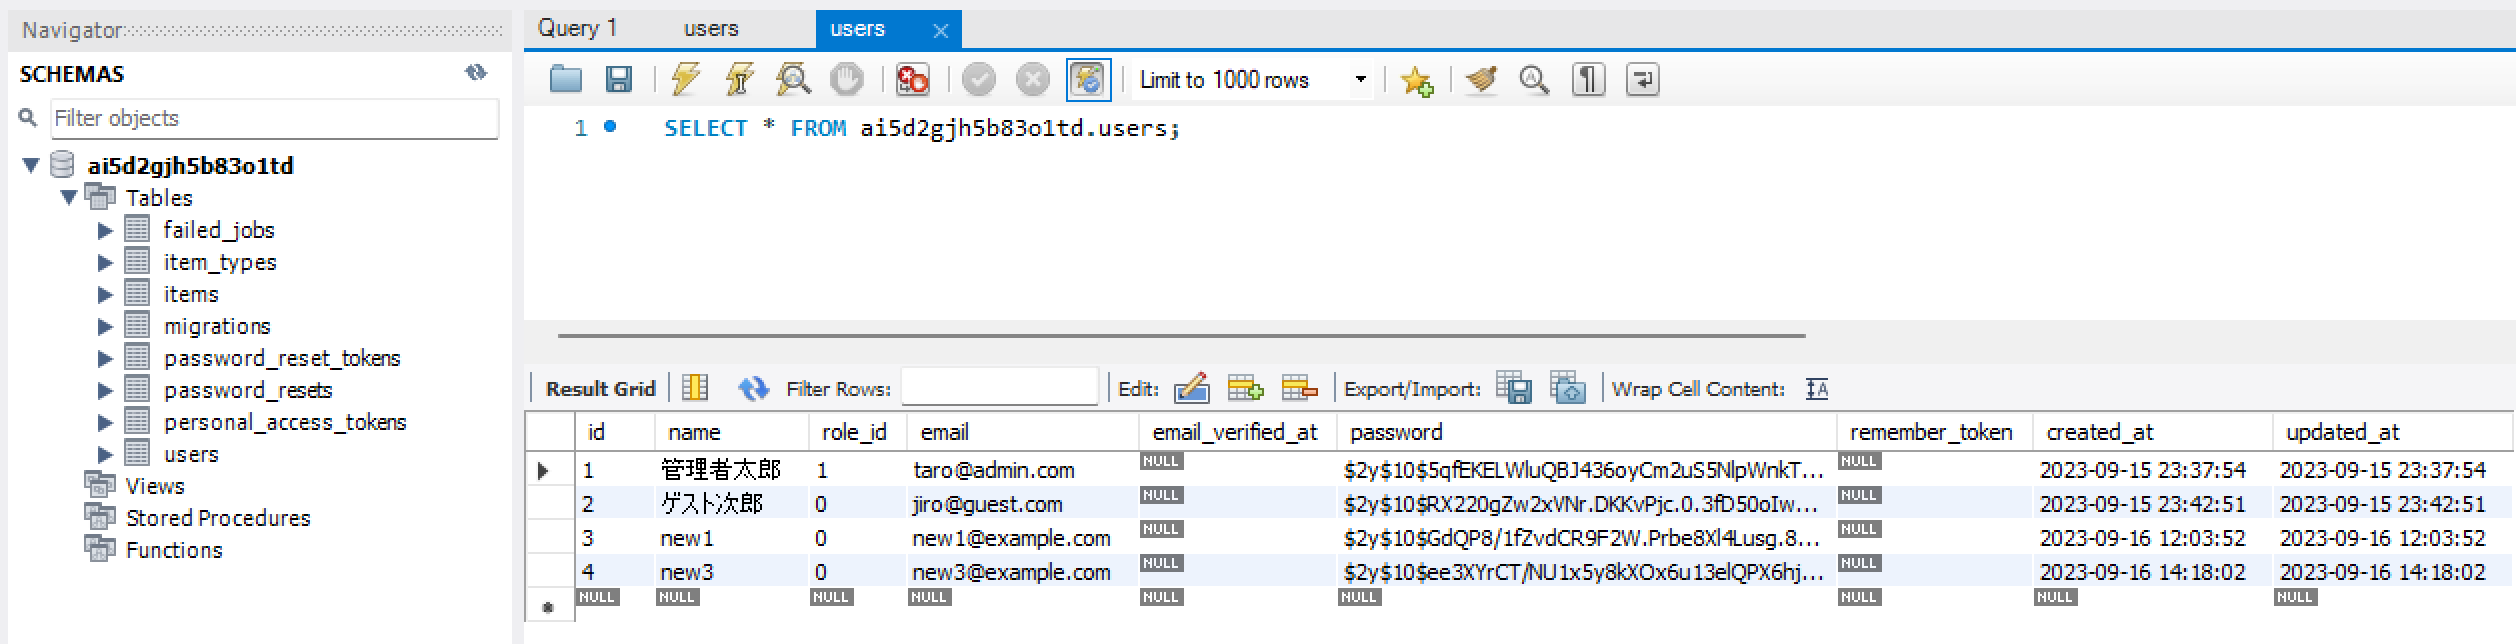 Navigator
SCHEMAS
Filter objects
ai5d2gjh5b83o1td
Tables
failed_jobs
item_types
items
migrations
password_reset_tokens
password_resets
personal_access_tokens
users
Views
Stored Procedures
Functions
Query 1 users users
Limit to 1000 rows
1 SELECT * FROM ai5d2gjh5b83o1td.users;
Result Grid Filter Rows: Edit: Export/Import: Wrap Cell Content:
id name role_id email email_verified_at password remember_token created_at updated_at
1 管理者太郎 1 taro@admin.com NULL $2y$10$5qfEKELWluQBJ436oyCm2uS5NlpWnkT... NULL 2023-09-15 23:37:54 2023-09-15 23:37:54
2 ゲスト次郎 0 jiro@guest.com NULL $2y$10$RX220gZw2xVNr.DKKvPjc.0.3fD50oIw... NULL 2023-09-15 23:42:51 2023-09-15 23:42:51
3 new1 0 new1@example.com NULL $2y$10$GdQP8/1fZvdCR9F2W.Prbe8Xl4Lusg.8... NULL 2023-09-16 12:03:52 2023-09-16 12:03:52
4 new3 0 new3@example.com NULL $2y$10$ee3XYrCT/NU1x5y8kXOx6u13elQPX6hj... NULL 2023-09-16 14:18:02 2023-09-16 14:18:02
NULL NULL NULL NULL NULL NULL NULL NULL NULL